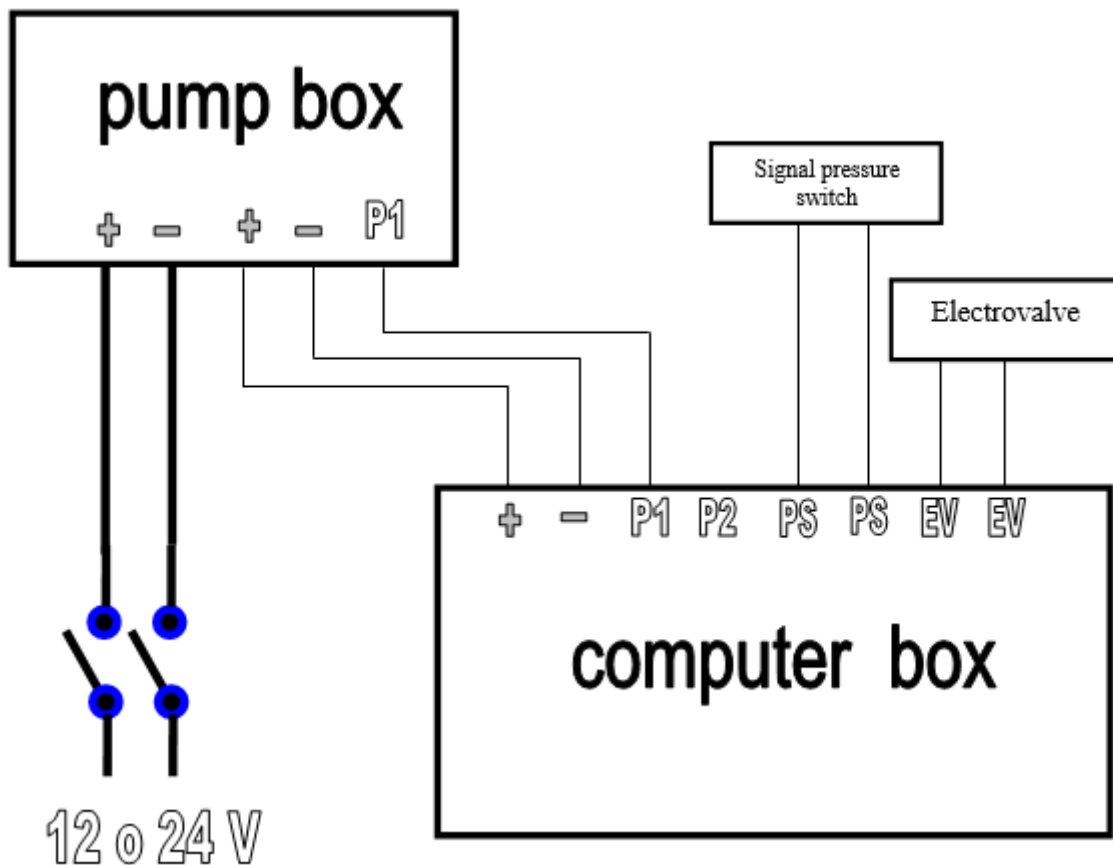 pump box
+ - + - P1
Signal pressure
switch
Electrovalve
+ - P1 P2 PS PS EV EV
computer box
12 o 24 V